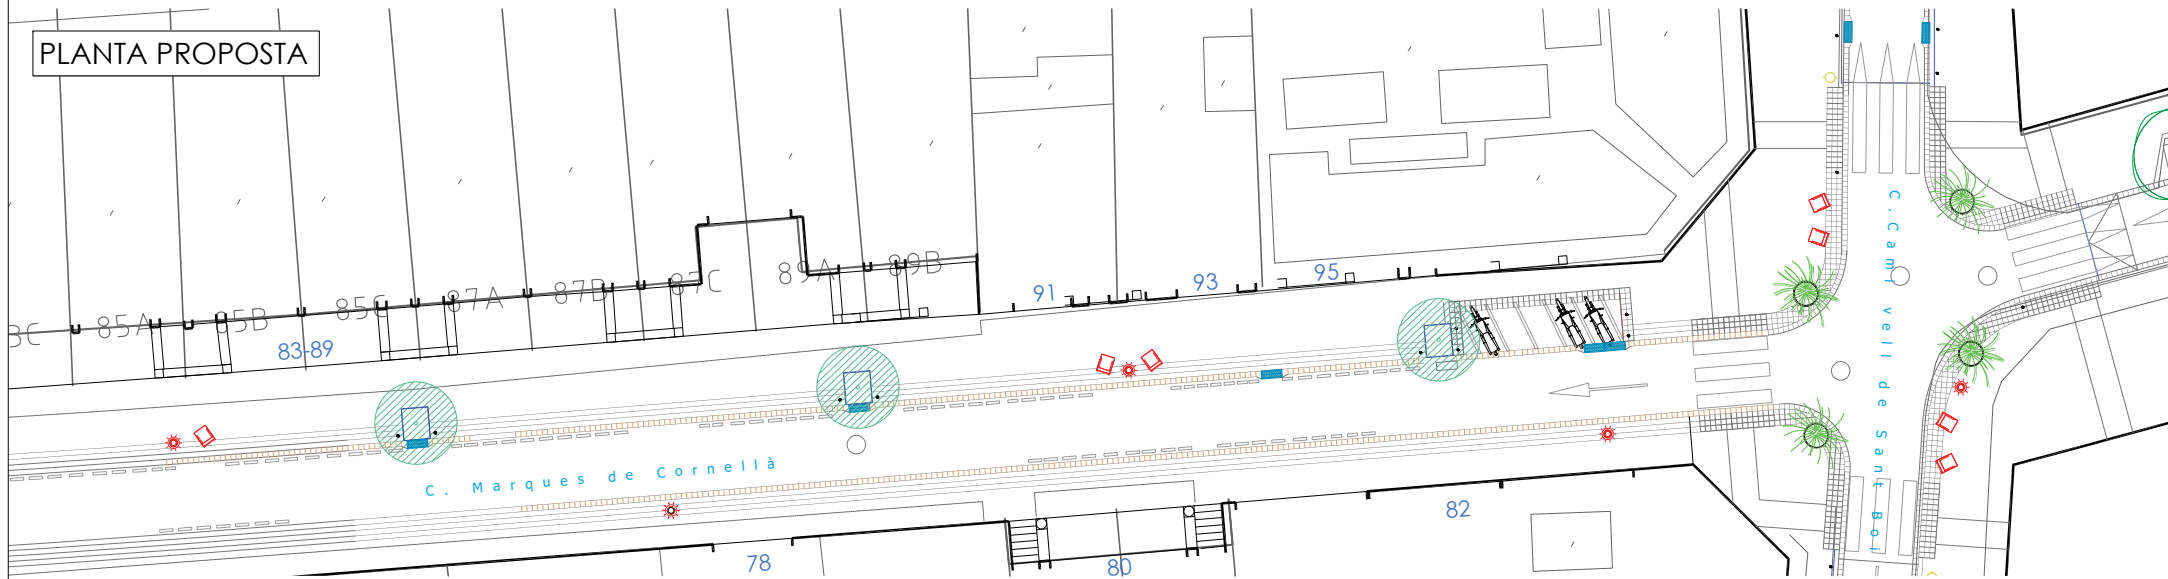 PLANTA PROPOSTA
85A
85B
85C
87A
87B
87C
89A
89B
83-89
91
93
95
C. Marques de Cornellà
C. Camí vell de Sant Boi
78
80
82